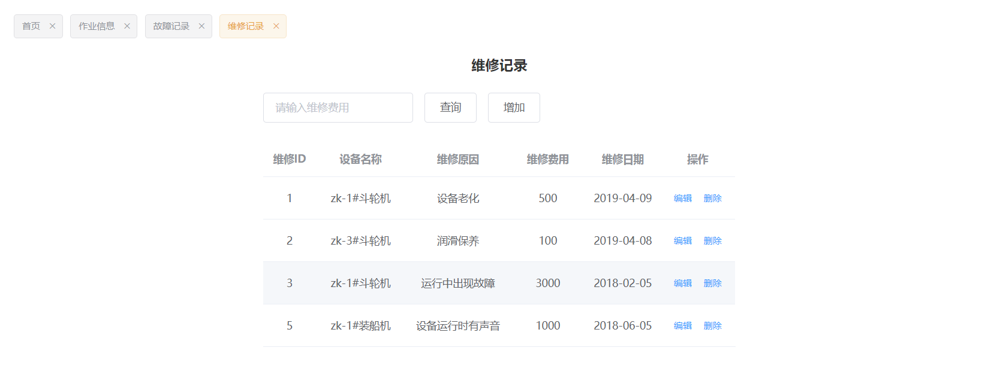 首页 作业信息 故障记录 维修记录
维修记录
请输入维修费用 查询 增加
维修ID 设备名称 维修原因 维修费用 维修日期 操作
1 zk-1#斗轮机 设备老化 500 2019-04-09 编辑 删除
2 zk-3#斗轮机 润滑保养 100 2019-04-08 编辑 删除
3 zk-1#斗轮机 运行中出现故障 3000 2018-02-05 编辑 删除
5 zk-1#装船机 设备运行时有声音 1000 2018-06-05 编辑 删除